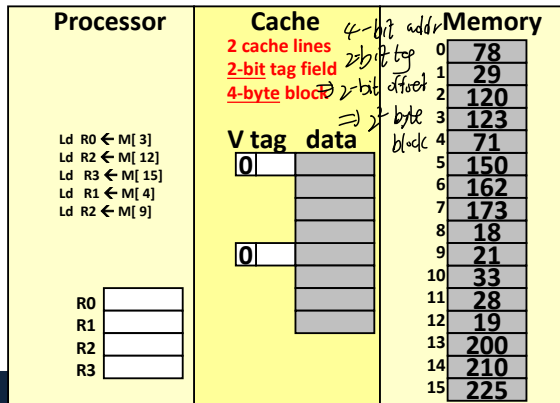 Processor
Ld R0 ← M[ 3]
Ld R2 ← M[ 12]
Ld R3 ← M[ 15]
Ld R1 ← M[ 4]
Ld R2 ← M[ 9]
R0
R1
R2
R3
Cache
2 cache lines
2-bit tag field
4-byte block
4-bit addr
2-bit tag
⇒ 2-bit offset
⇒ 2² byte
block
V tag data
0
0
Memory
0 78
1 29
2 120
3 123
4 71
5 150
6 162
7 173
8 18
9 21
10 33
11 28
12 19
13 200
14 210
15 225